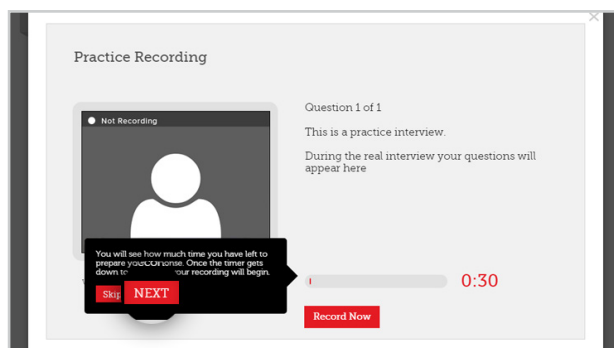 Practice Recording
Not Recording
Question 1 of 1
This is a practice interview.
During the real interview your questions will
appear here
You will see how much time you have left to
prepare your response. Once the timer gets
down to your recording will begin.
Skip
NEXT
0:30
Record Now